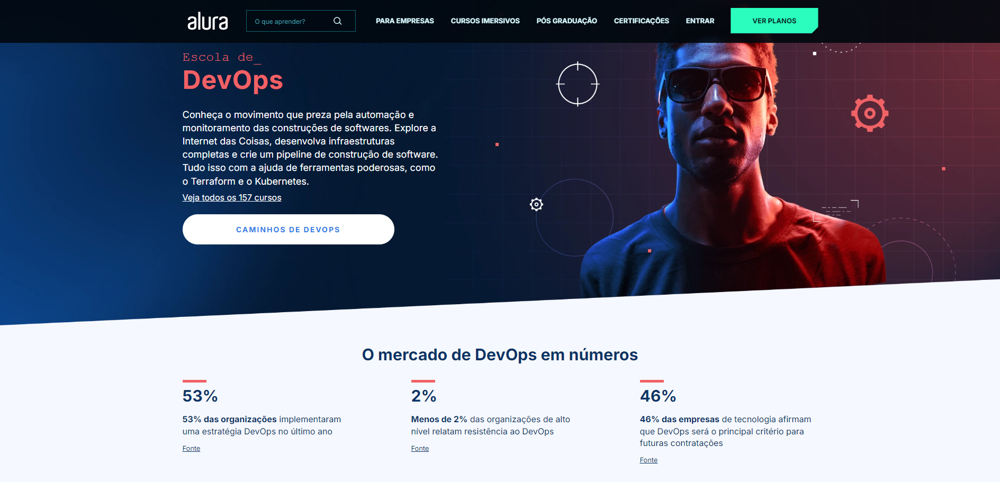 alura
O que aprender?
PARA EMPRESAS
CURSOS IMERSIVOS
PÓS GRADUAÇÃO
CERTIFICAÇÕES
ENTRAR
VER PLANOS
Escola de_
DevOps
Conheça o movimento que preza pela automação e
monitoramento das construções de softwares. Explore a
Internet das Coisas, desenvolva infraestruturas
completas e crie um pipeline de construção de software.
Tudo isso com a ajuda de ferramentas poderosas, como
o Terraform e o Kubernetes.
Veja todos os 157 cursos
CAMINHOS DE DEVOPS
O mercado de DevOps em números
53%
53% das organizações implementaram
uma estratégia DevOps no último ano
Fonte
2%
Menos de 2% das organizações de alto
nível relatam resistência ao DevOps
Fonte
46%
46% das empresas de tecnologia afirmam
que DevOps será o principal critério para
futuras contratações
Fonte